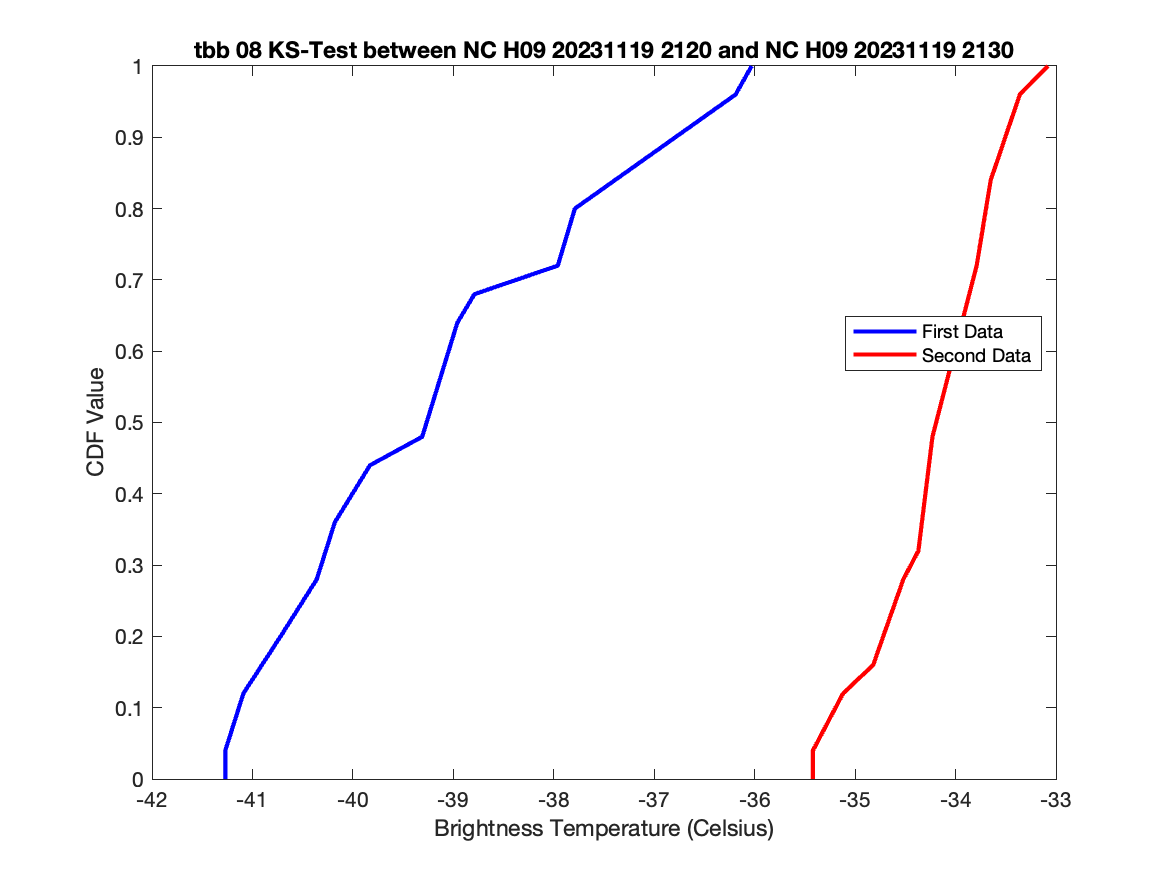 tbb 08 KS-Test between NC H09 20231119 2120 and NC H09 20231119 2130
1
0.9
0.8
0.7
0.6
0.5
0.4
0.3
0.2
0.1
0
CDF Value
First Data
Second Data
-42 -41 -40 -39 -38 -37 -36 -35 -34 -33
Brightness Temperature (Celsius)